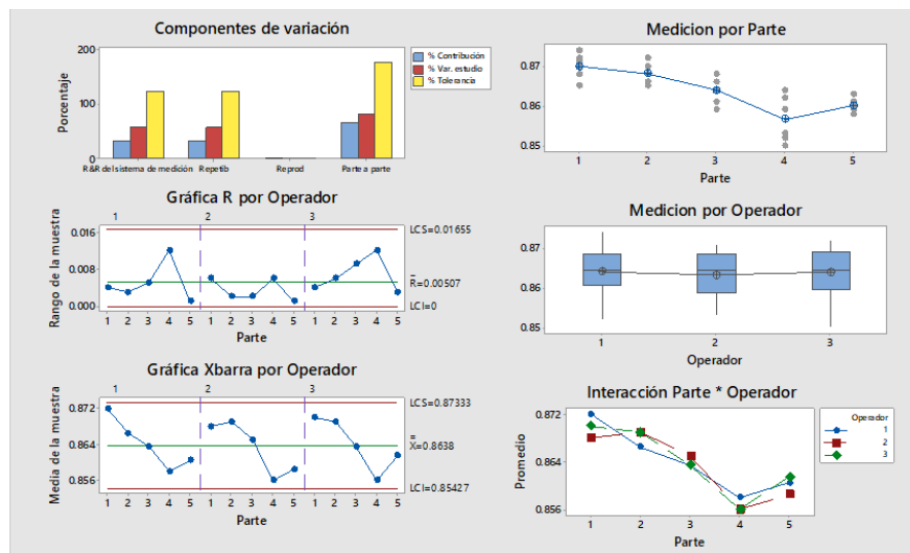 Componentes de variación
Porcentaje
200
100
0
R&R del sistema de medición Repetib Reprod Parte a parte
% Contribución
% Var. estudio
% Tolerancia
Medicion por Parte
0.87
0.86
0.85
1 2 3 4 5
Parte
Gráfica R por Operador
1 2 3
Rango de la muestra
0.016
0.008
0.000
LCS=0.01655
R=0.00507
LCI=0
1 2 3 4 5 1 2 3 4 5 1 2 3 4 5
Parte
Medicion por Operador
0.87
0.86
0.85
1 2 3
Operador
Gráfica Xbarra por Operador
1 2 3
Media de la muestra
0.872
0.864
0.856
LCS=0.87333
X=0.8638
LCI=0.85427
1 2 3 4 5 1 2 3 4 5 1 2 3 4 5
Parte
Interacción Parte * Operador
Promedio
0.872
0.864
0.856
1 2 3 4 5
Parte
Operador
1
2
3